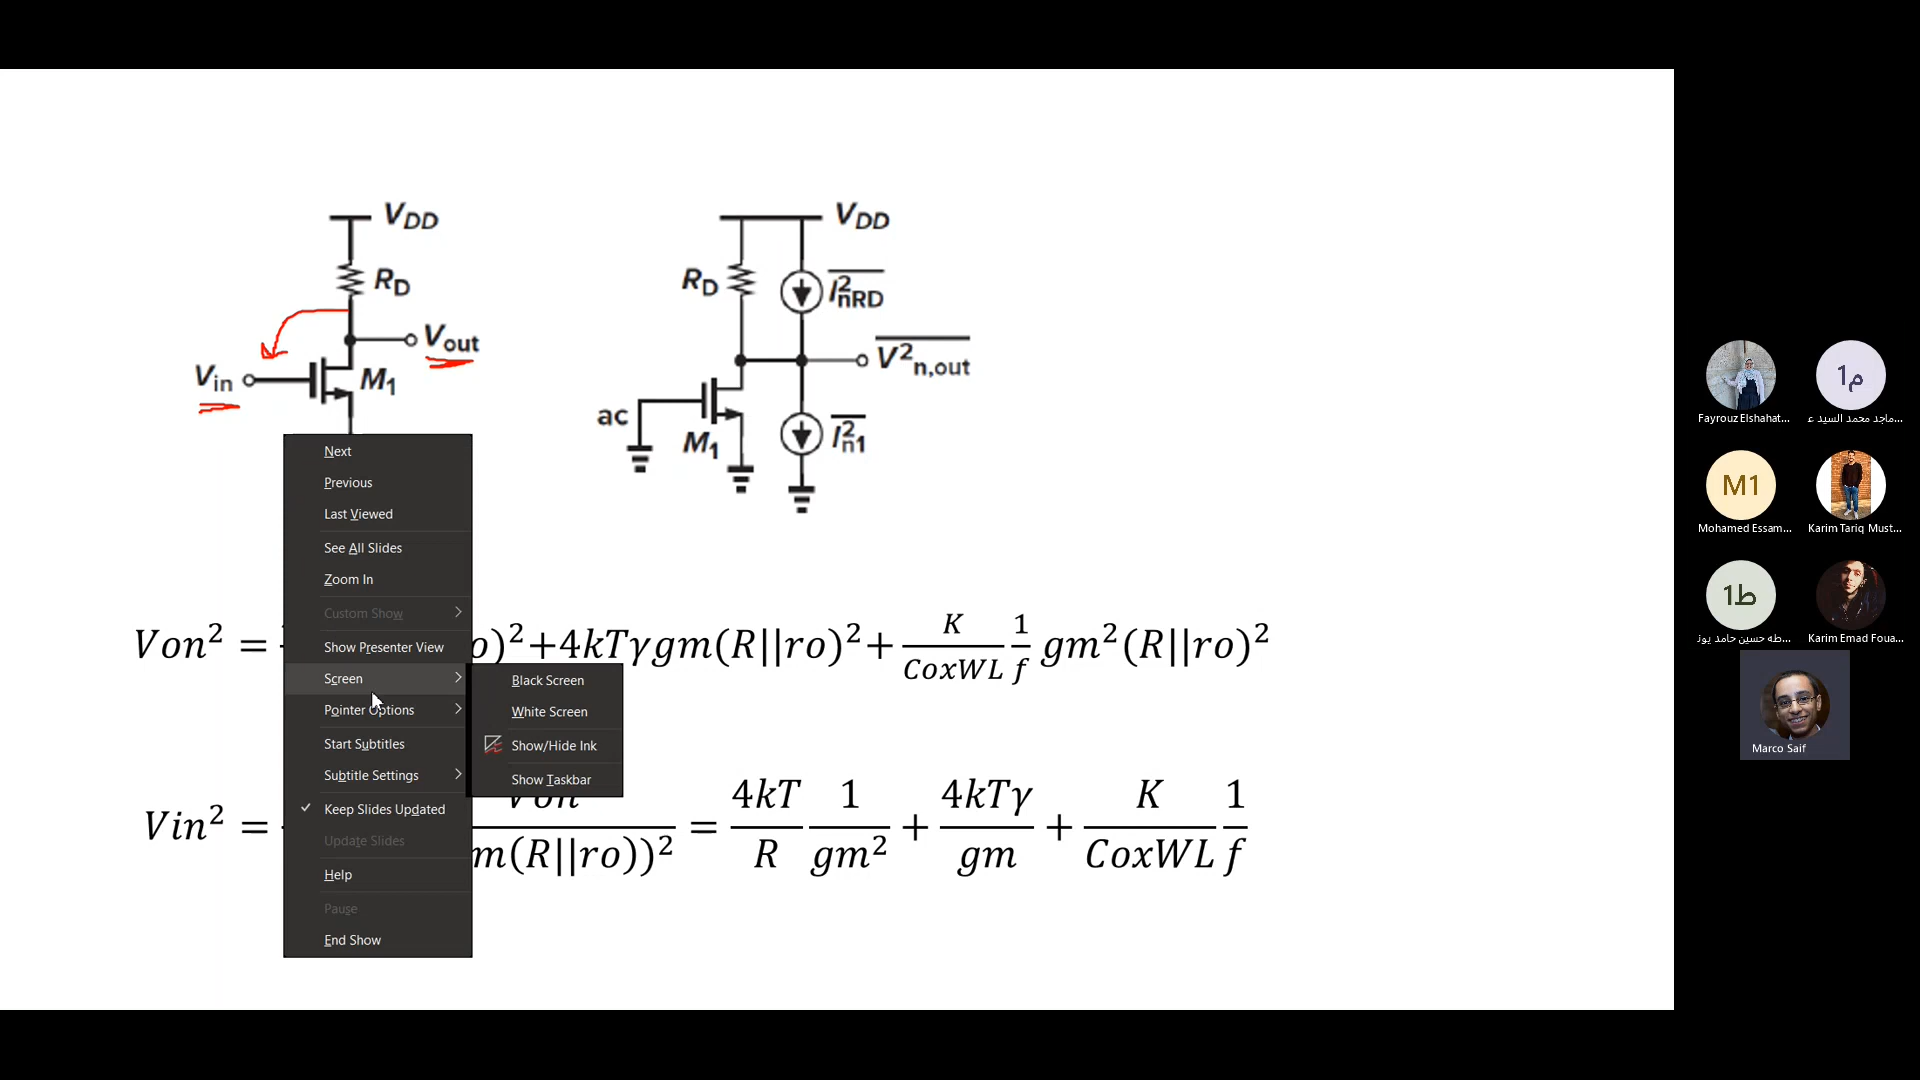 VDD
RD
Vout
Vin
M1
VDD
RD
I²nRD
V²n,out
ac
M1
I²n1
Next
Previous
Last Viewed
See All Slides
Zoom In
Custom Show
Show Presenter View
Screen
Pointer Options
Start Subtitles
Subtitle Settings
Keep Slides Updated
Update Slides
Help
Pause
End Show
Black Screen
White Screen
Show/Hide Ink
Show Taskbar
Von² = o)²+4kTγgm(R||ro)²+ K/CoxWL 1/f gm²(R||ro)²
Vin² = Von m(R||ro))² = 4kT/R 1/gm² + 4kTγ/gm + K/CoxWL 1/f
م1
Fayrouz Elshahat...
ماجد محمد السيد ع...
M1
Mohamed Essam...
Karim Tariq Must...
ط1
طه حسين حامد يون...
Karim Emad Foua...
Marco Saif